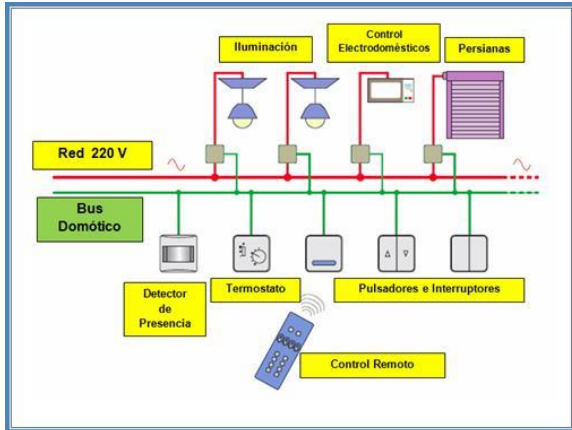 Iluminación
Control
Electrodomésticos
Persianas
Red 220 V
Bus
Domótico
Detector
de
Presencia
Termostato
Pulsadores e Interruptores
Control Remoto